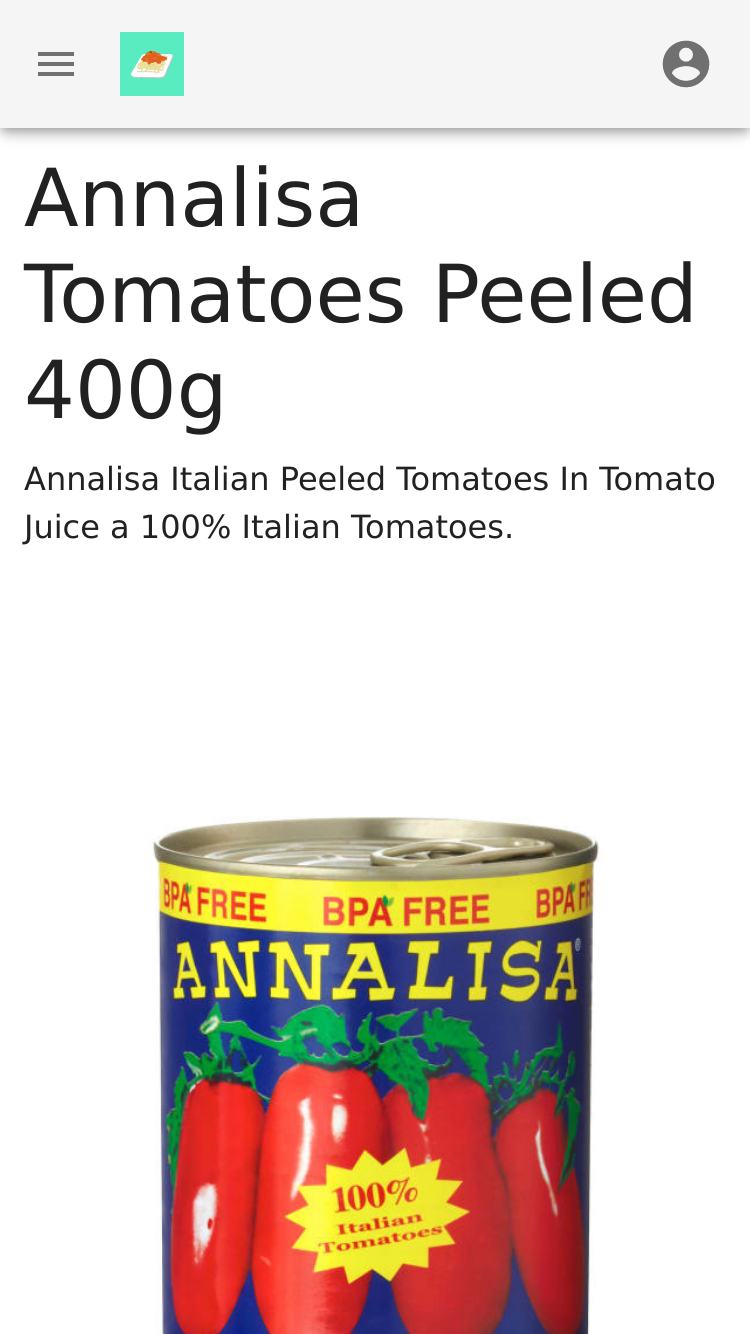 Annalisa
Tomatoes Peeled
400g
Annalisa Italian Peeled Tomatoes In Tomato
Juice a 100% Italian Tomatoes.
BPA FREE BPA FREE BPA FR
ANNALISA®
100%
Italian
Tomatoes